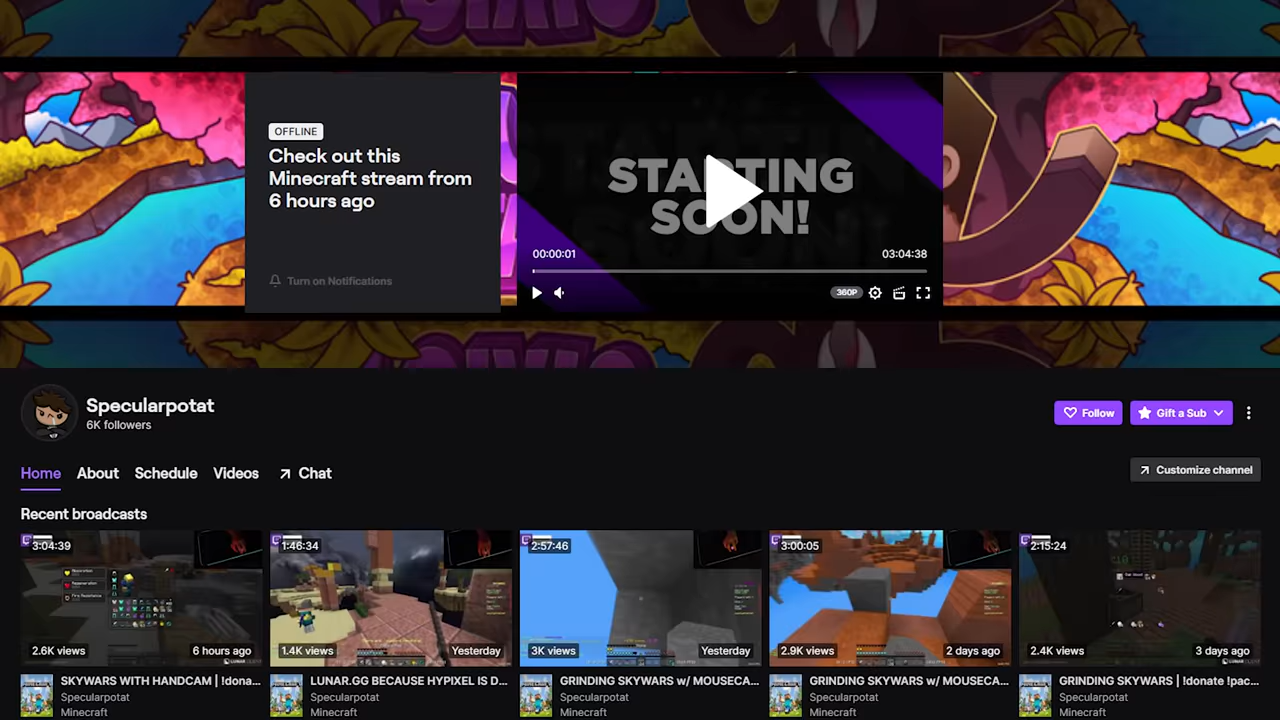 OFFLINE
Check out this
Minecraft stream from
6 hours ago
Turn on Notifications
STARTING
SOON!
00:00:01
03:04:38
360P
Specularpotat
6K followers
Follow
Gift a Sub
Home
About
Schedule
Videos
Chat
Customize channel
Recent broadcasts
3:04:39
1:46:34
2:57:46
3:00:05
2:15:24
2.6K views
6 hours ago
1.4K views
Yesterday
3K views
Yesterday
2.9K views
2 days ago
2.4K views
3 days ago
SKYWARS WITH HANDCAM | !dona...
LUNAR.GG BECAUSE HYPIXEL IS D...
GRINDING SKYWARS w/ MOUSECA...
GRINDING SKYWARS w/ MOUSECA...
GRINDING SKYWARS | !donate !pac...
Specularpotat
Specularpotat
Specularpotat
Specularpotat
Specularpotat
Minecraft
Minecraft
Minecraft
Minecraft
Minecraft